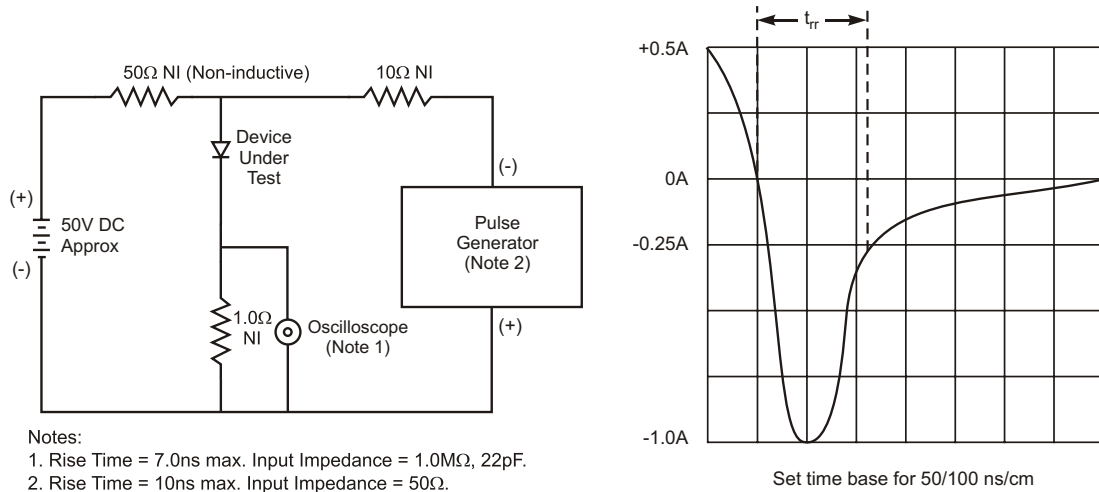 50Ω NI (Non-inductive)
10Ω NI
Device
Under
Test
(+)
50V DC
Approx
(-)
(-)
Pulse
Generator
(Note 2)
(+)
1.0Ω
NI
Oscilloscope
(Note 1)
Notes:
1. Rise Time = 7.0ns max. Input Impedance = 1.0MΩ, 22pF.
2. Rise Time = 10ns max. Input Impedance = 50Ω.
trr
+0.5A
0A
-0.25A
-1.0A
Set time base for 50/100 ns/cm